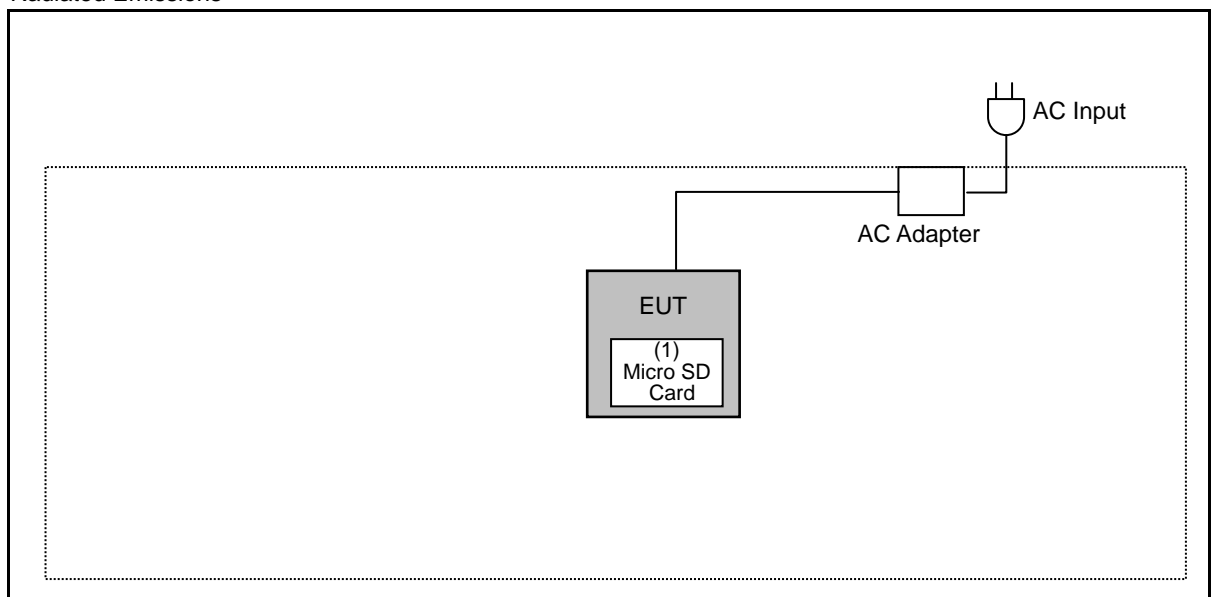 Radiated Emissions
AC Input
AC Adapter
EUT
(1)
Micro SD
Card